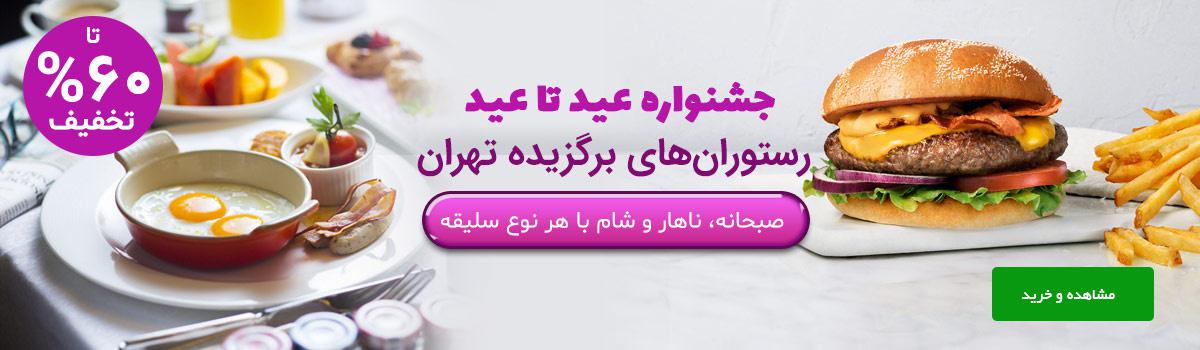 تا
%۶۰
تخفیف
جشنواره عید تا عید
رستوران‌های برگزیده تهران
صبحانه، ناهار و شام با هر نوع سلیقه
مشاهده و خرید